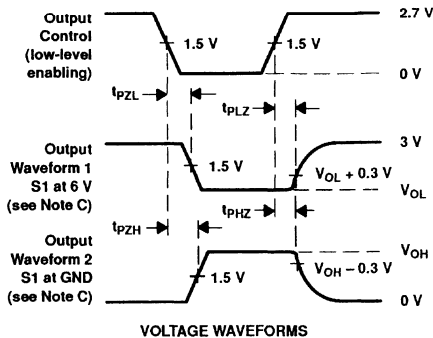 Output
Control
(low-level
enabling)
1.5 V
1.5 V
2.7 V
0 V
tPZL
tPLZ
Output
Waveform 1
S1 at 6 V
(see Note C)
1.5 V
3 V
VOL + 0.3 V
VOL
tPZH
tPHZ
Output
Waveform 2
S1 at GND
(see Note C)
1.5 V
VOH
VOH – 0.3 V
0 V
VOLTAGE WAVEFORMS